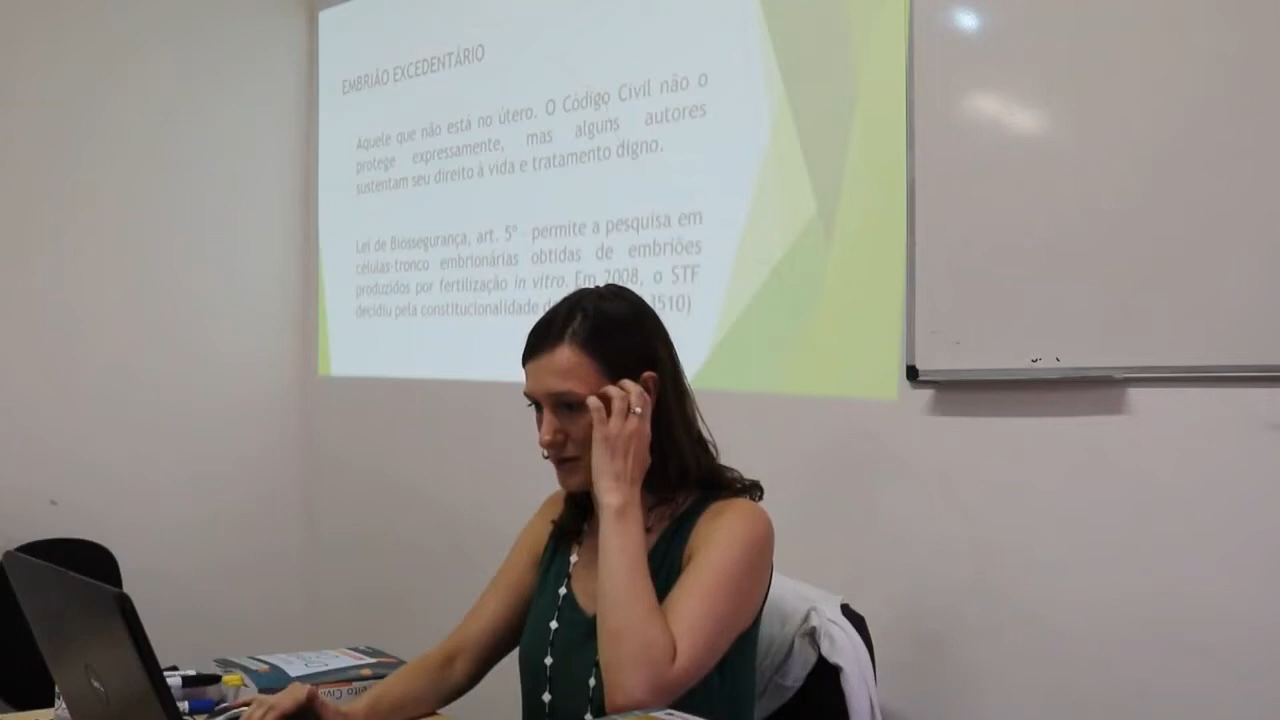 EMBRIÃO EXCEDENTÁRIO
Aquele que não está no útero. O Código Civil não o
protege expressamente, mas alguns autores
sustentam seu direito à vida e tratamento digno.
Lei de Biossegurança, art. 5º permite a pesquisa em
células-tronco embrionárias obtidas de embriões
produzidos por fertilização in vitro. Em 2008, o STF
decidiu pela constitucionalidade 3510)